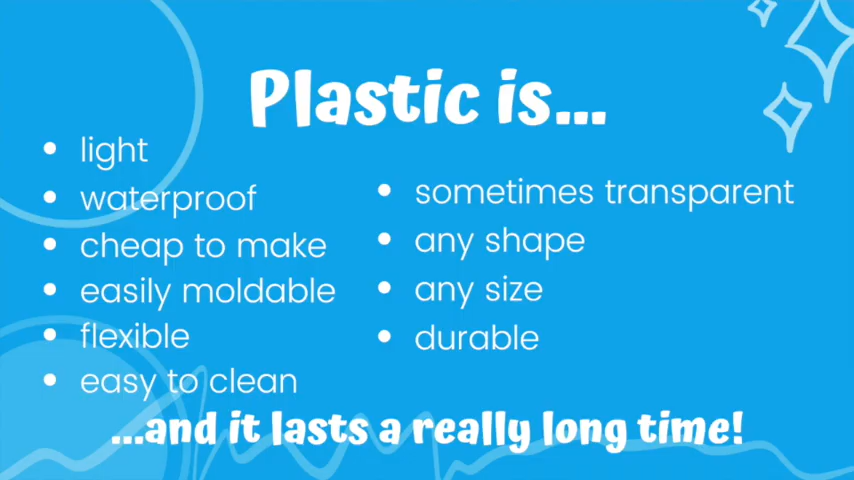 Plastic is...
light
waterproof
cheap to make
easily moldable
flexible
easy to clean
sometimes transparent
any shape
any size
durable
...and it lasts a really long time!